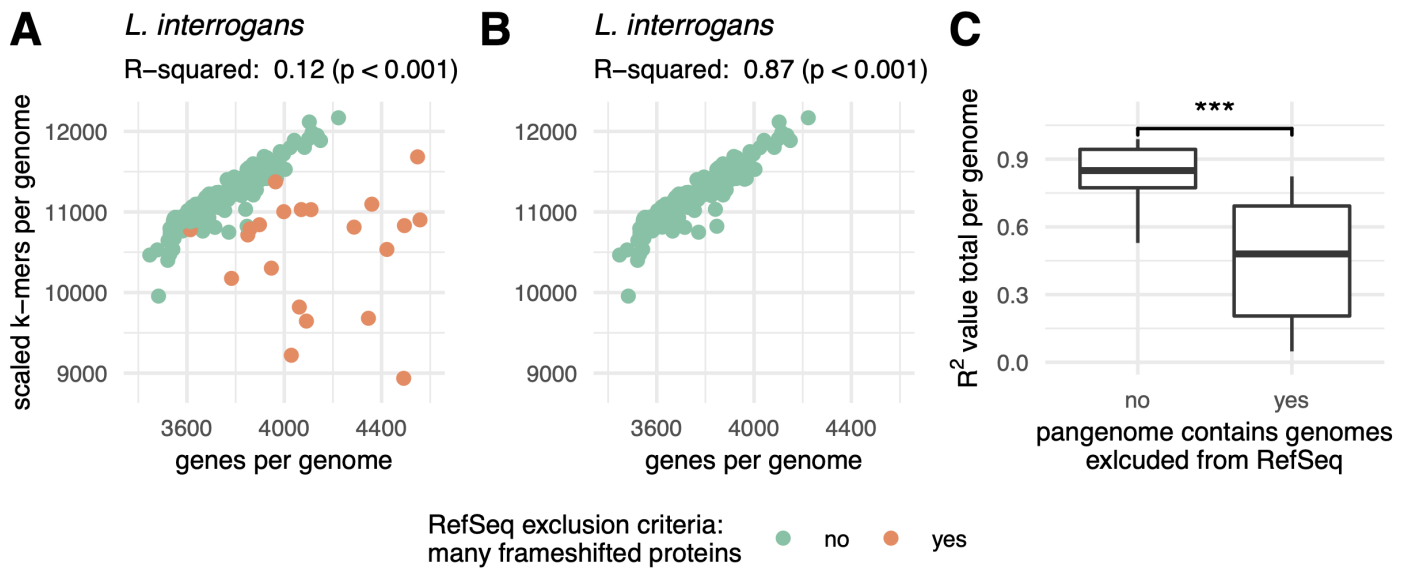 A
L. interrogans
R−squared: 0.12 (p < 0.001)
scaled k−mers per genome
12000
11000
10000
9000
3600 4000 4400
genes per genome
B
L. interrogans
R−squared: 0.87 (p < 0.001)
12000
11000
10000
9000
3600 4000 4400
genes per genome
C
R² value total per genome
***
0.9
0.6
0.3
0.0
no yes
pangenome contains genomes
exlcuded from RefSeq
RefSeq exclusion criteria:
many frameshifted proteins
no yes